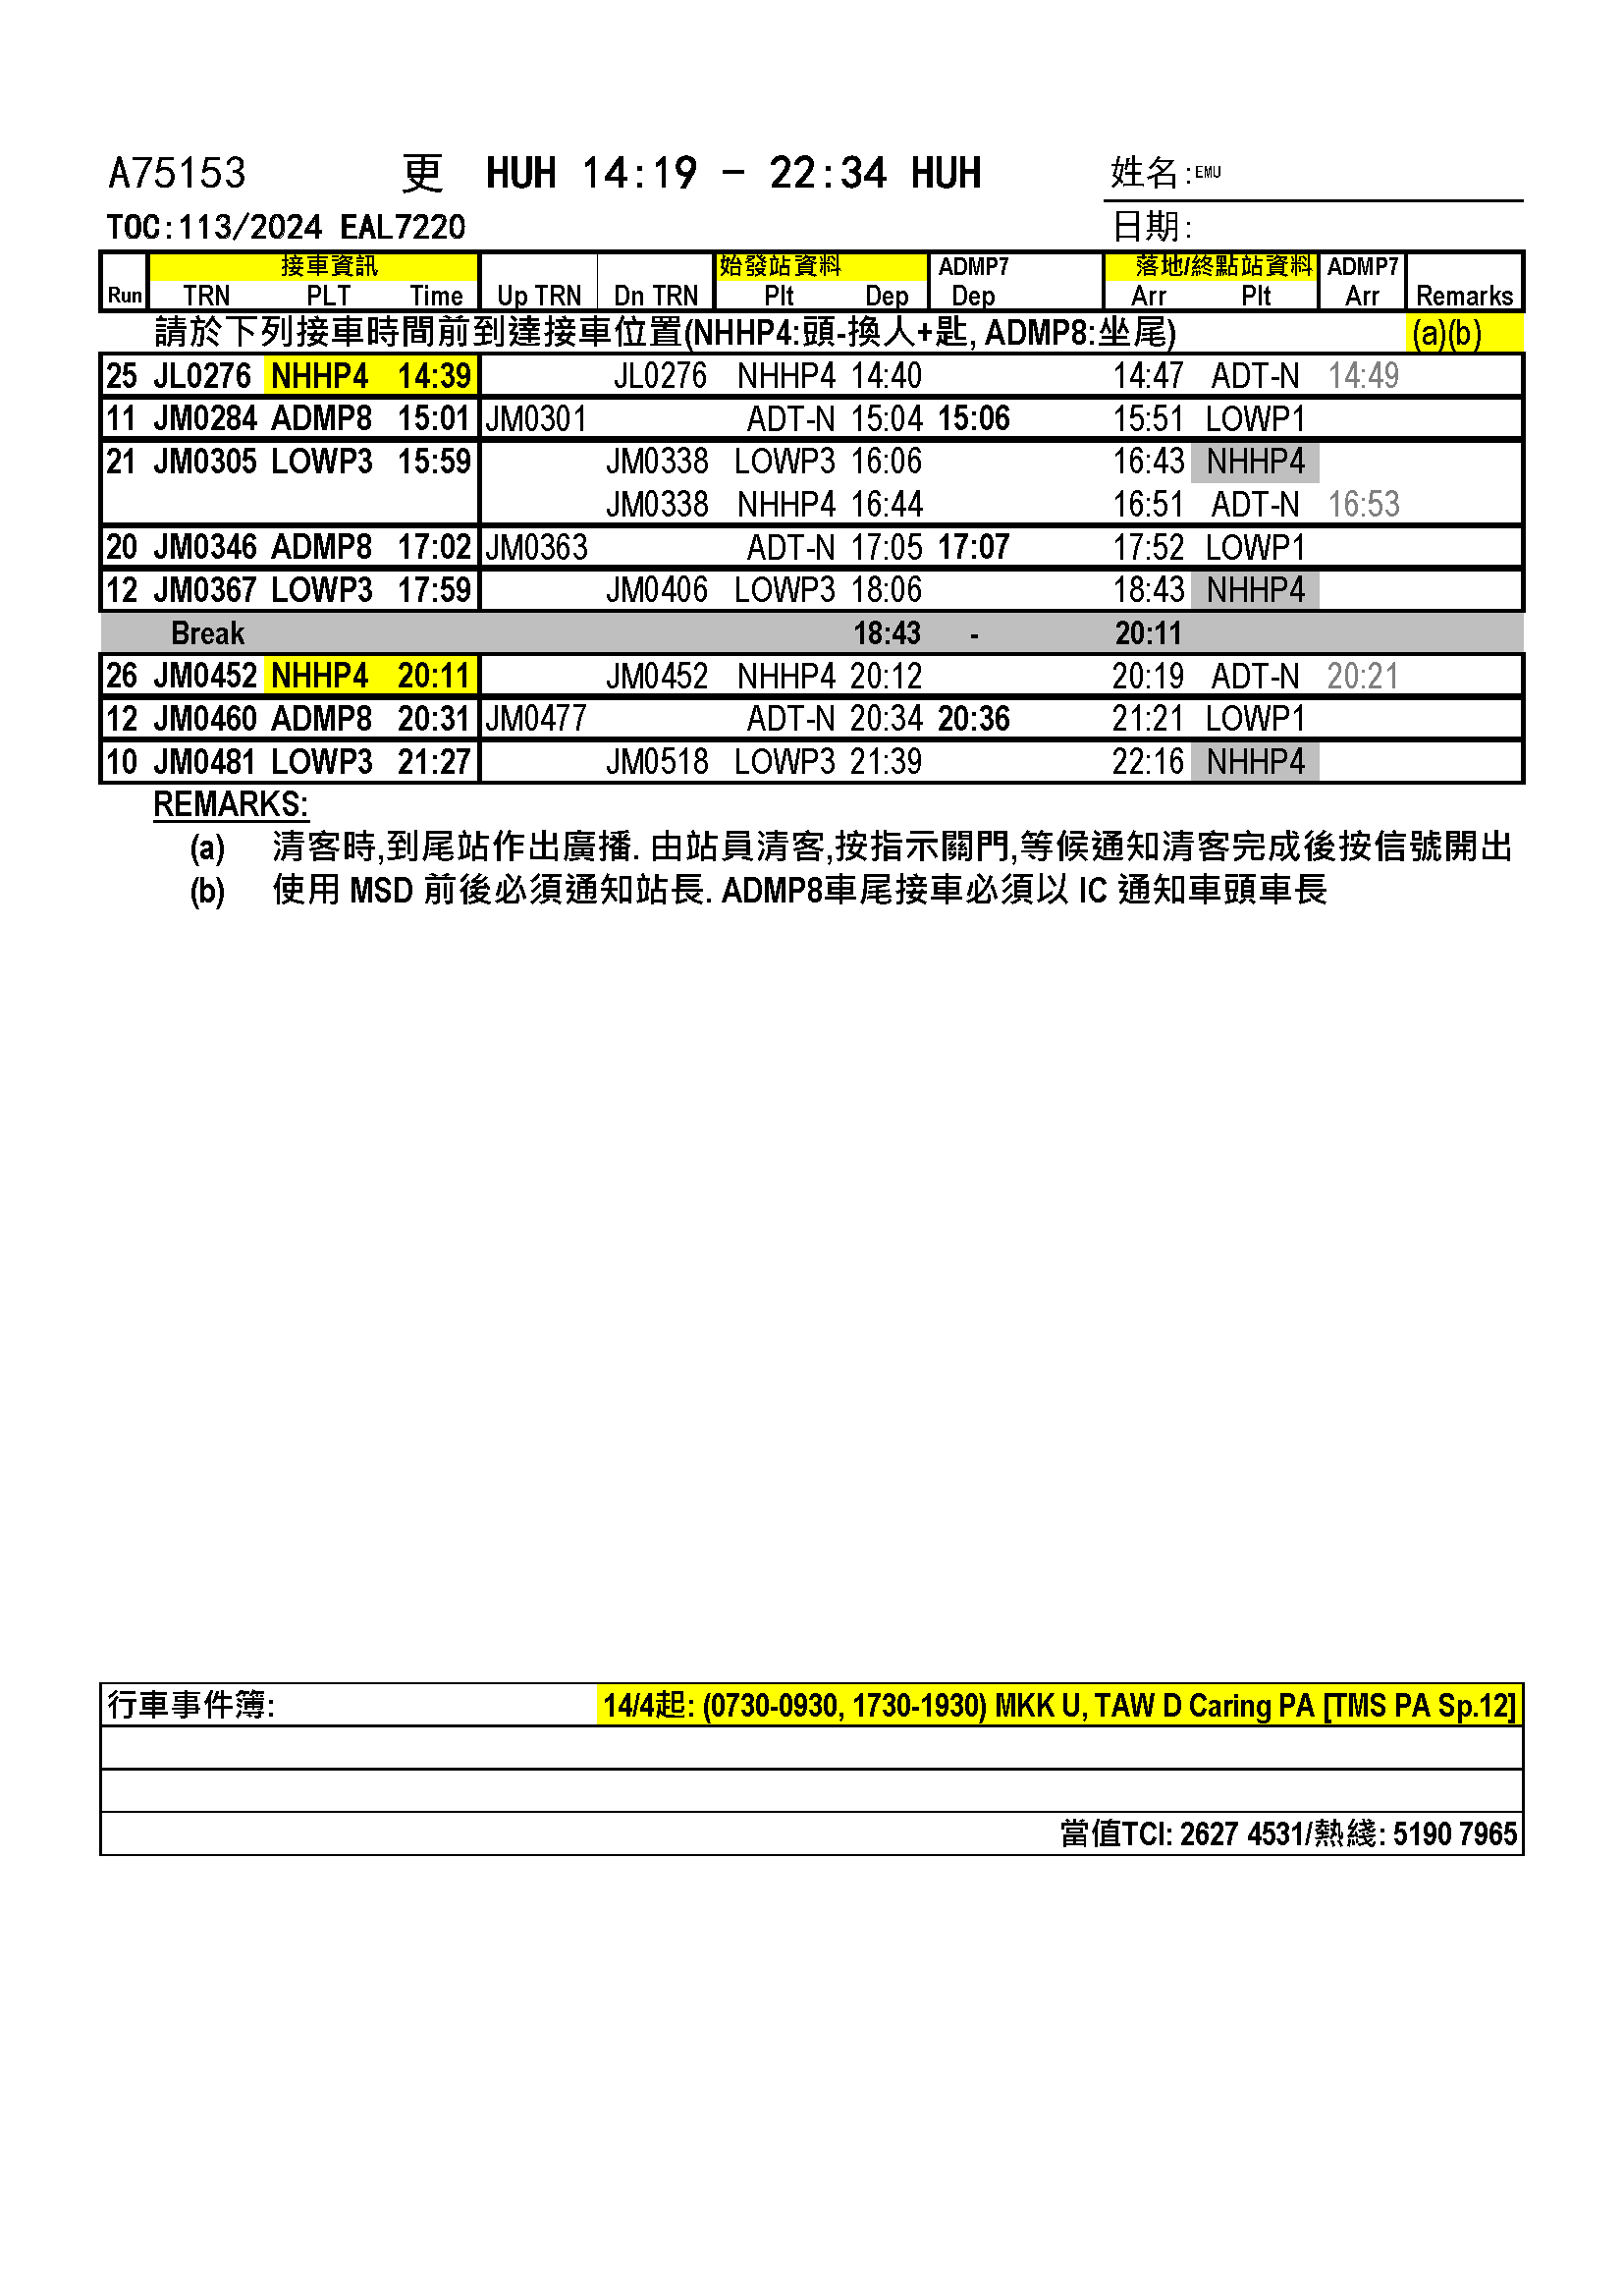 A75153 更 HUH 14:19 - 22:34 HUH 姓名:EMU
TOC:113/2024 EAL7220 日期:
接車資訊 始發站資料 ADMP7 落地/終點站資料 ADMP7
Run TRN PLT Time Up TRN Dn TRN Plt Dep Dep Arr Plt Arr Remarks
請於下列接車時間前到達接車位置(NHHP4:頭-換人+匙, ADMP8:坐尾) (a)(b)
25 JL0276 NHHP4 14:39 JL0276 NHHP4 14:40 14:47 ADT-N 14:49
11 JM0284 ADMP8 15:01 JM0301 ADT-N 15:04 15:06 15:51 LOWP1
21 JM0305 LOWP3 15:59 JM0338 LOWP3 16:06 16:43 NHHP4
JM0338 NHHP4 16:44 16:51 ADT-N 16:53
20 JM0346 ADMP8 17:02 JM0363 ADT-N 17:05 17:07 17:52 LOWP1
12 JM0367 LOWP3 17:59 JM0406 LOWP3 18:06 18:43 NHHP4
Break 18:43 - 20:11
26 JM0452 NHHP4 20:11 JM0452 NHHP4 20:12 20:19 ADT-N 20:21
12 JM0460 ADMP8 20:31 JM0477 ADT-N 20:34 20:36 21:21 LOWP1
10 JM0481 LOWP3 21:27 JM0518 LOWP3 21:39 22:16 NHHP4
REMARKS:
(a) 清客時,到尾站作出廣播. 由站員清客,按指示關門,等候通知清客完成後按信號開出
(b) 使用 MSD 前後必須通知站長. ADMP8車尾接車必須以 IC 通知車頭車長
行車事件簿: 14/4起: (0730-0930, 1730-1930) MKK U, TAW D Caring PA [TMS PA Sp.12]
當值TCI: 2627 4531/熱綫: 5190 7965